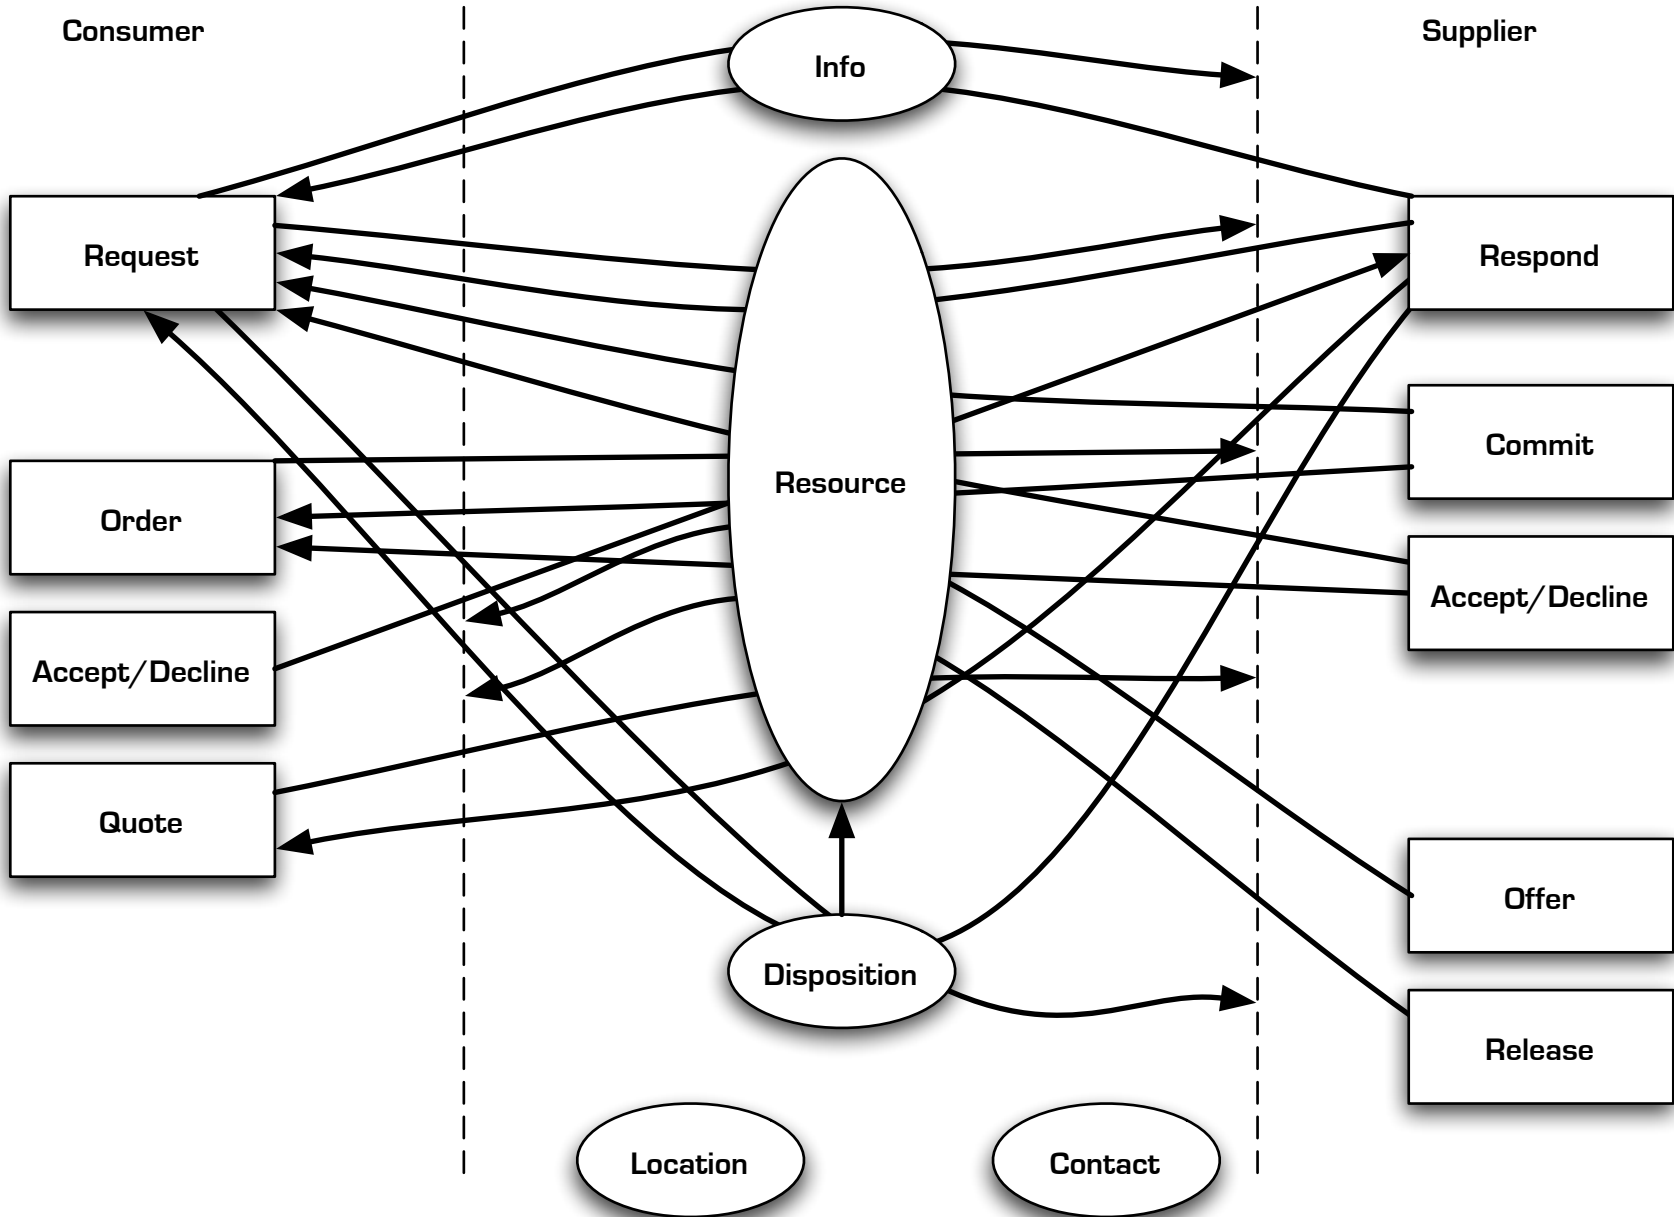 Consumer
Supplier
Info
Request
Respond
Commit
Resource
Order
Accept/Decline
Accept/Decline
Quote
Offer
Disposition
Release
Location
Contact